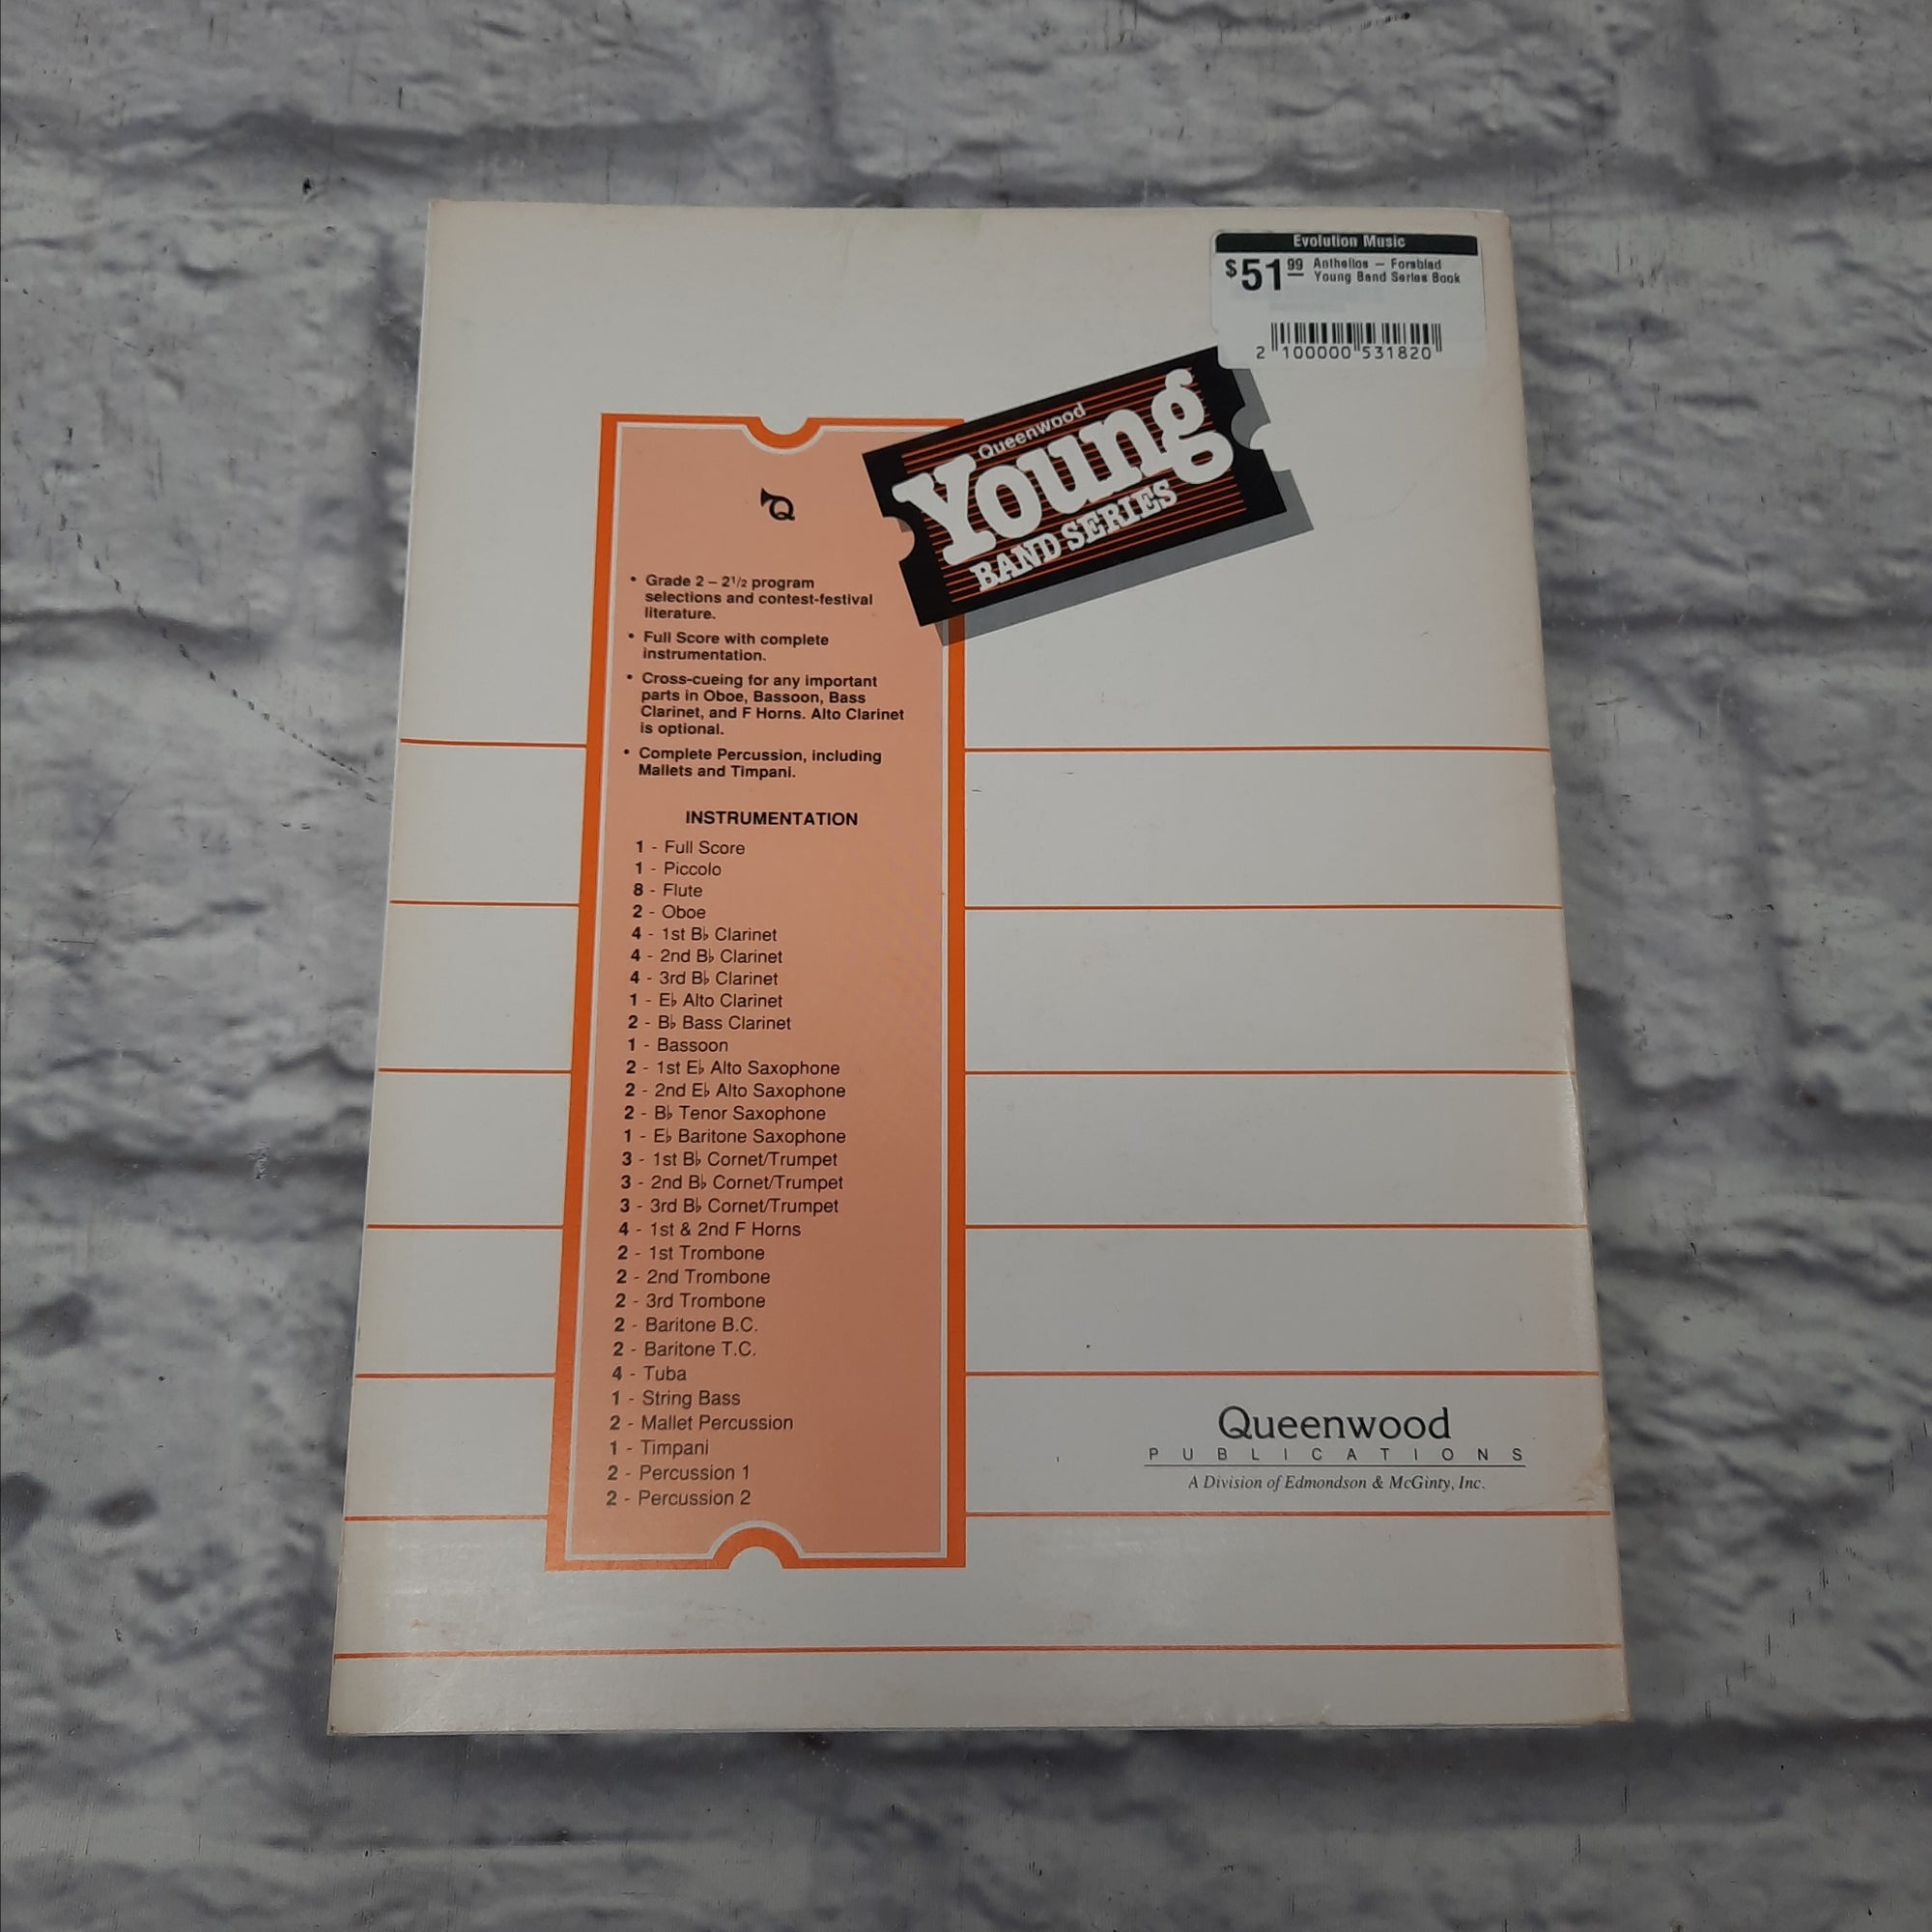 Evolution Music
$51 99 Anthelios — Forsblad
Young Band Series Book
2 100000 531820
Queenwood
Young
BAND SERIES
Q
• Grade 2 – 2 1/2 program
selections and contest-festival
literature.
• Full Score with complete
instrumentation.
• Cross-cueing for any important
parts in Oboe, Bassoon, Bass
Clarinet, and F Horns. Alto Clarinet
is optional.
• Complete Percussion, including
Mallets and Timpani.
INSTRUMENTATION
1 - Full Score
1 - Piccolo
8 - Flute
2 - Oboe
4 - 1st B♭ Clarinet
4 - 2nd B♭ Clarinet
4 - 3rd B♭ Clarinet
1 - E♭ Alto Clarinet
2 - B♭ Bass Clarinet
1 - Bassoon
2 - 1st E♭ Alto Saxophone
2 - 2nd E♭ Alto Saxophone
2 - B♭ Tenor Saxophone
1 - E♭ Baritone Saxophone
3 - 1st B♭ Cornet/Trumpet
3 - 2nd B♭ Cornet/Trumpet
3 - 3rd B♭ Cornet/Trumpet
4 - 1st & 2nd F Horns
2 - 1st Trombone
2 - 2nd Trombone
2 - 3rd Trombone
2 - Baritone B.C.
2 - Baritone T.C.
4 - Tuba
1 - String Bass
2 - Mallet Percussion
1 - Timpani
2 - Percussion 1
2 - Percussion 2
Queenwood
PUBLICATIONS
A Division of Edmondson & McGinty, Inc.